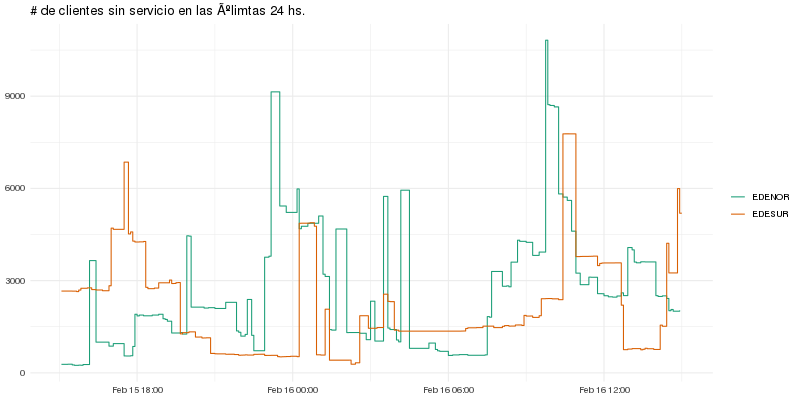 # de clientes sin servicio en las Ãºlimtas 24 hs.
9000
6000
3000
0
Feb 15 18:00
Feb 16 00:00
Feb 16 06:00
Feb 16 12:00
EDENOR
EDESUR